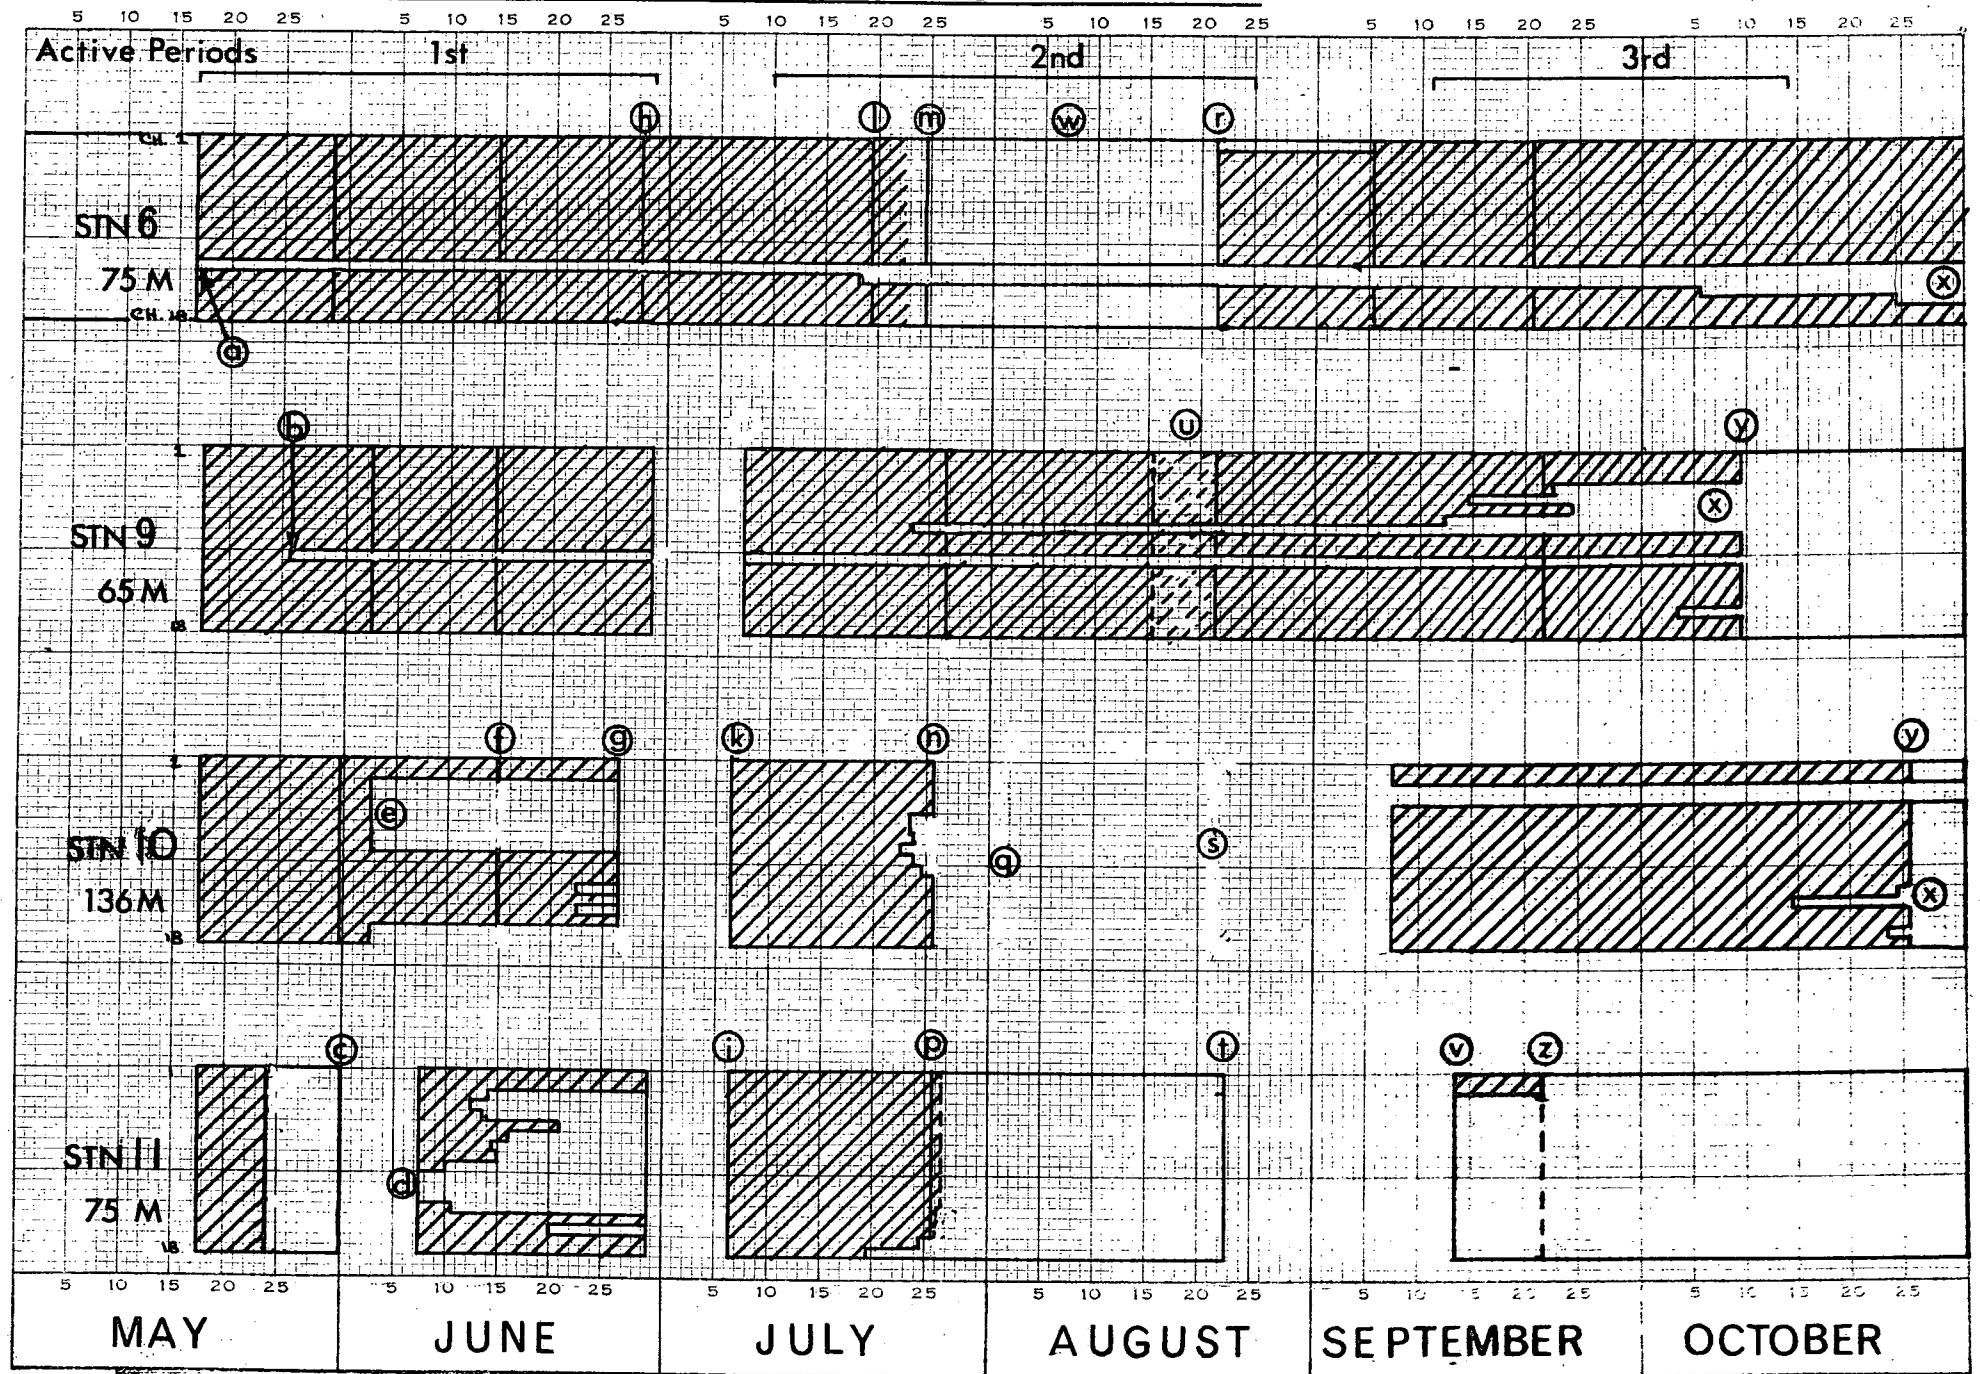 5 10 15 20 25 5 10 15 20 25 5 10 15 20 25 5 10 15 20 25 5 10 15 20 25 5 10 15 20 25
Active Periods 1st 2nd 3rd
h l m w r
CH. 1
STN 6
75 M
x
CH. 18
a
b u y
1
x
STN 9
65 M
18
k n y
f g
1
e
STN 10
s
q
136 M
x
18
c i p t v z
1
STN 11
d
75 M
18
5 10 15 20 25 5 10 15 20 25 5 10 15 20 25 5 10 15 20 25 5 10 15 20 25 5 10 15 20 25
MAY JUNE JULY AUGUST SEPTEMBER OCTOBER